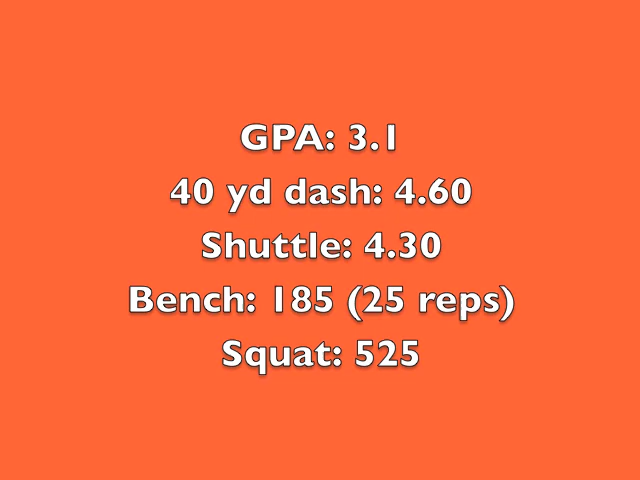 GPA: 3.1
40 yd dash: 4.60
Shuttle: 4.30
Bench: 185 (25 reps)
Squat: 525